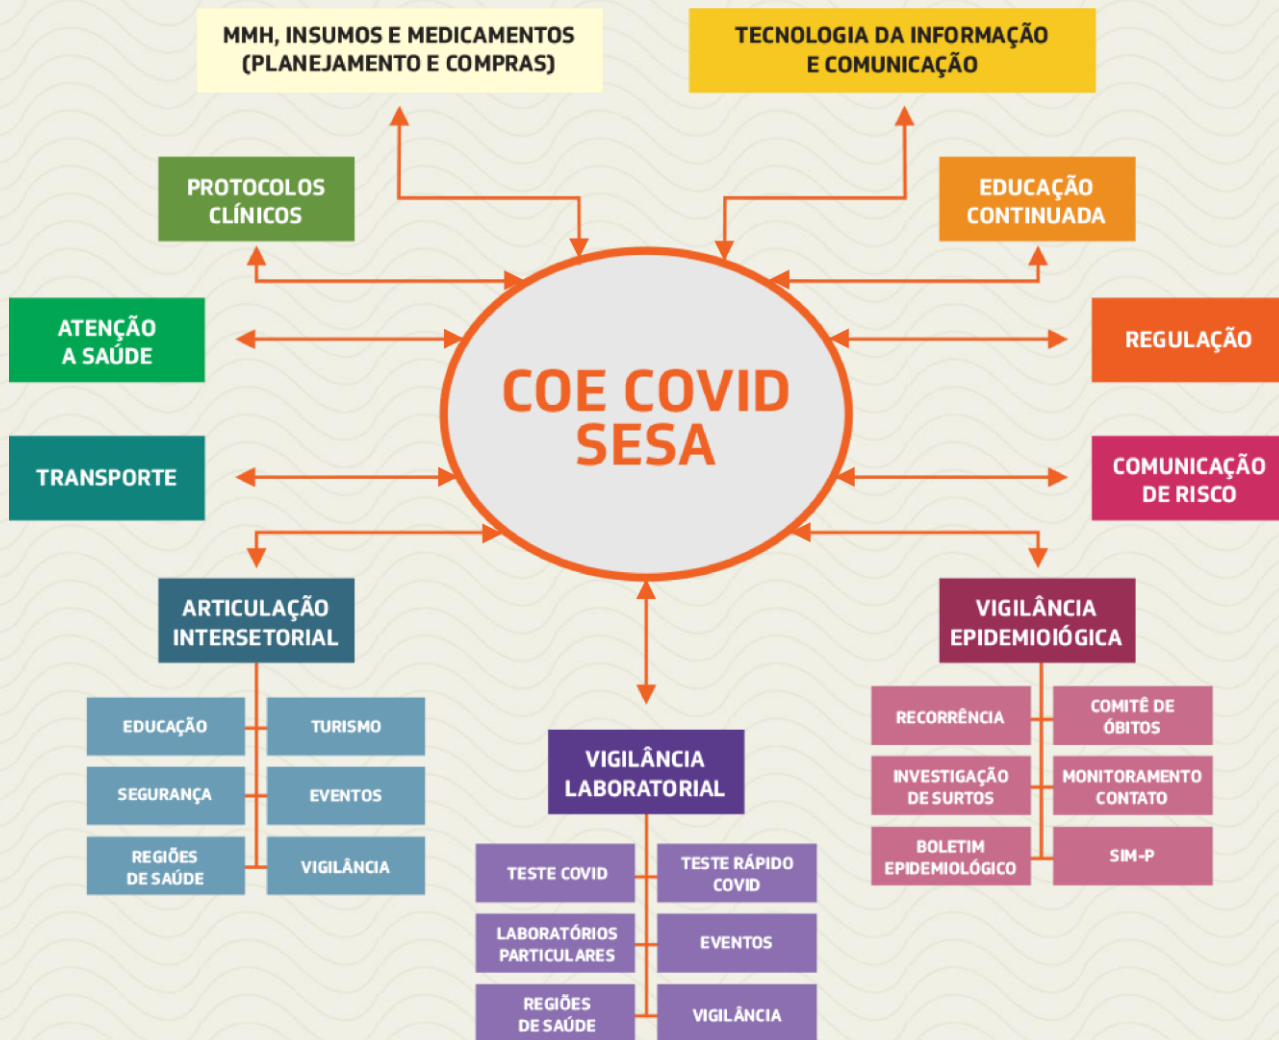 MMH, INSUMOS E MEDICAMENTOS
(PLANEJAMENTO E COMPRAS)
TECNOLOGIA DA INFORMAÇÃO
E COMUNICAÇÃO
PROTOCOLOS
CLÍNICOS
EDUCAÇÃO
CONTINUADA
ATENÇÃO
A SAÚDE
REGULAÇÃO
COE COVID
SESA
TRANSPORTE
COMUNICAÇÃO
DE RISCO
ARTICULAÇÃO
INTERSETORIAL
EDUCAÇÃO
TURISMO
SEGURANÇA
EVENTOS
REGIÕES
DE SAÚDE
VIGILÂNCIA
VIGILÂNCIA
LABORATORIAL
TESTE COVID
TESTE RÁPIDO
COVID
LABORATÓRIOS
PARTICULARES
EVENTOS
REGIÕES
DE SAÚDE
VIGILÂNCIA
VIGILÂNCIA
EPIDEMIOIÓGICA
RECORRÊNCIA
COMITÊ DE
ÓBITOS
INVESTIGAÇÃO
DE SURTOS
MONITORAMENTO
CONTATO
BOLETIM
EPIDEMIOLÓGICO
SIM-P